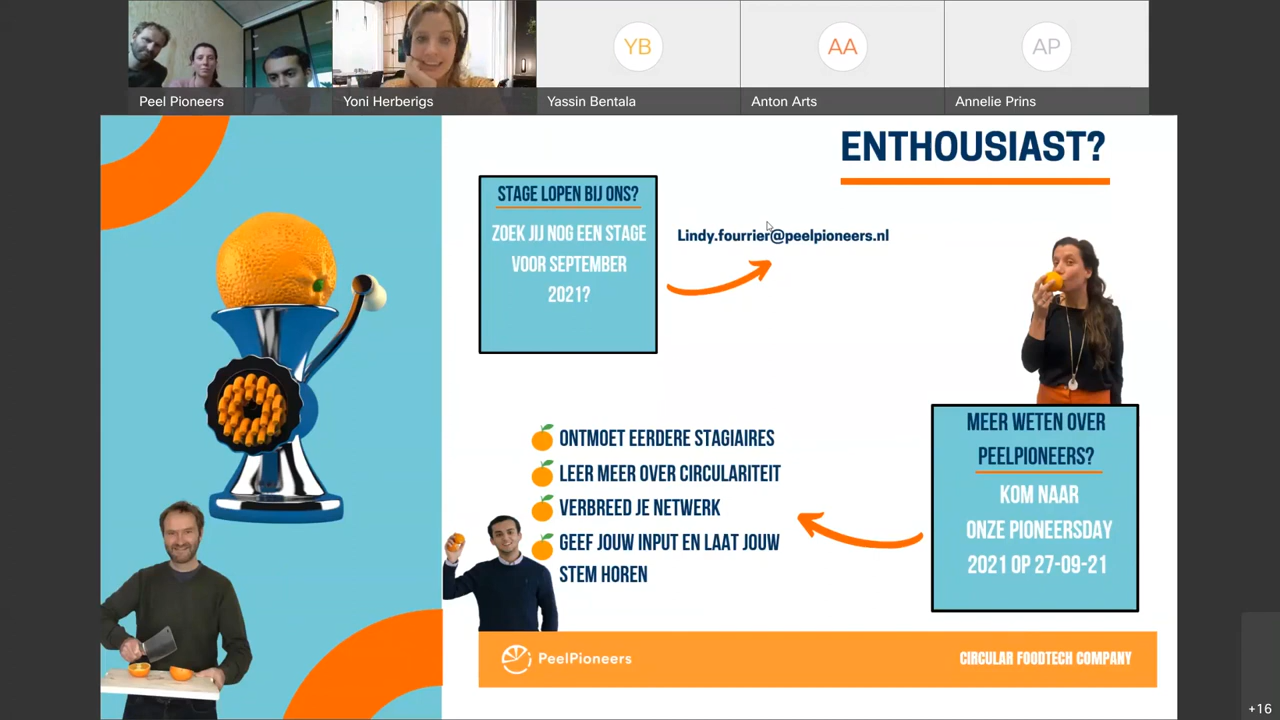 YB
AA
AP
Peel Pioneers
Yoni Herberigs
Yassin Bentala
Anton Arts
Annelie Prins
ENTHOUSIAST?
STAGE LOPEN BIJ ONS?
ZOEK JIJ NOG EEN STAGE
VOOR SEPTEMBER
2021?
Lindy.fourrier@peelpioneers.nl
ONTMOET EERDERE STAGIAIRES
LEER MEER OVER CIRCULARITEIT
VERBREED JE NETWERK
GEEF JOUW INPUT EN LAAT JOUW
STEM HOREN
MEER WETEN OVER
PEELPIONEERS?
KOM NAAR
ONZE PIONEERSDAY
2021 OP 27-09-21
PeelPioneers
CIRCULAR FOODTECH COMPANY
+16